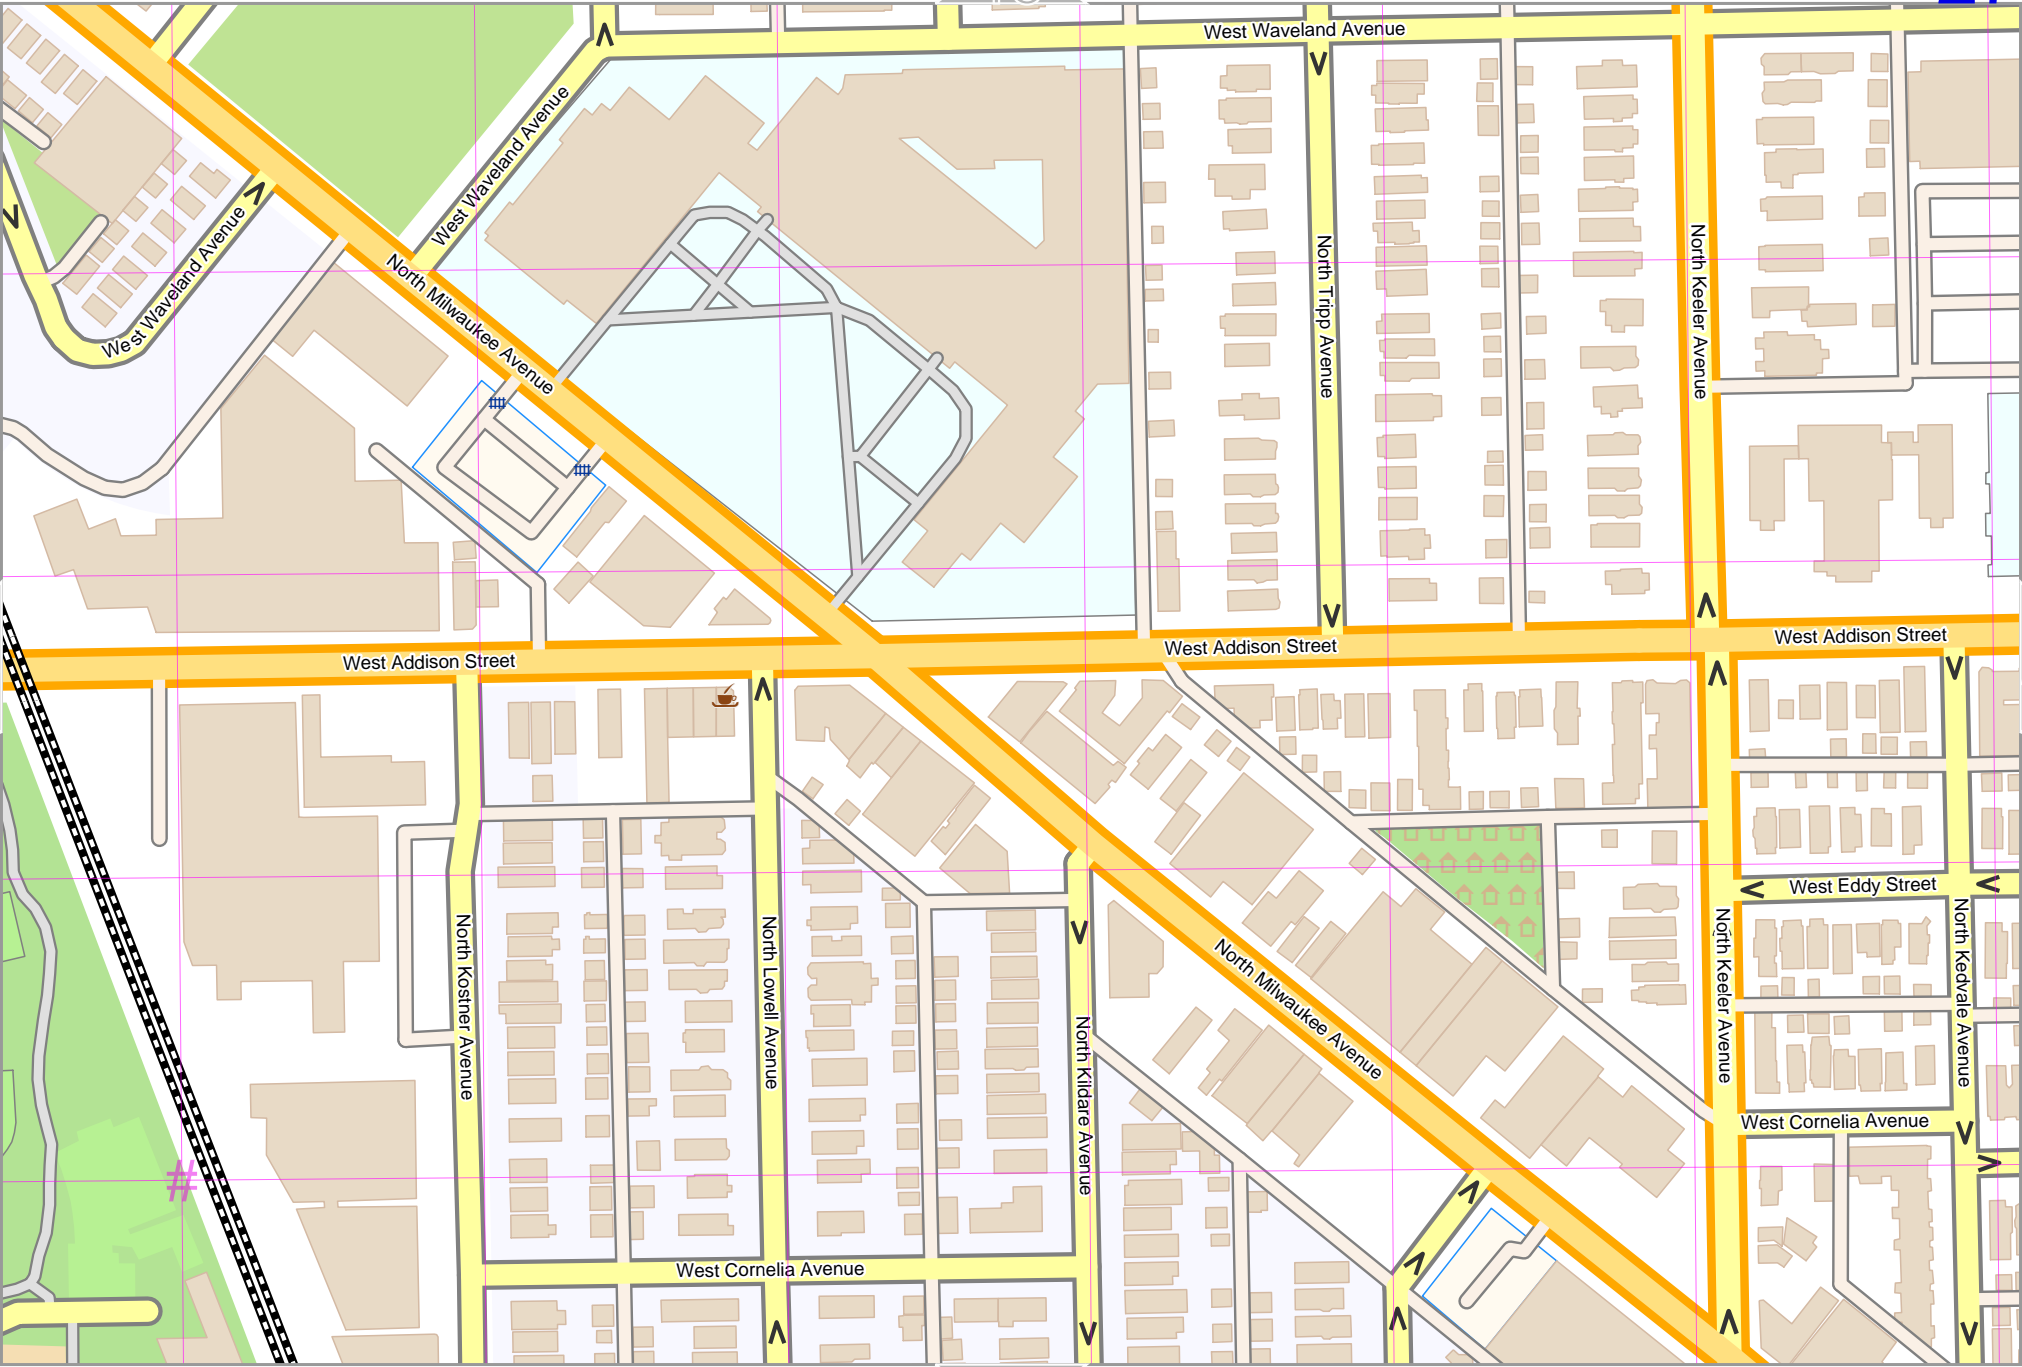 West Waveland Avenue
West Waveland Avenue
West Waveland Avenue
North Milwaukee Avenue
North Tripp Avenue
North Keeler Avenue
West Addison Street
West Addison Street
West Addison Street
West Eddy Street
North Kostner Avenue
North Lowell Avenue
North Kildare Avenue
North Milwaukee Avenue
North Keeler Avenue
North Kedvale Avenue
West Cornelia Avenue
#
West Cornelia Avenue